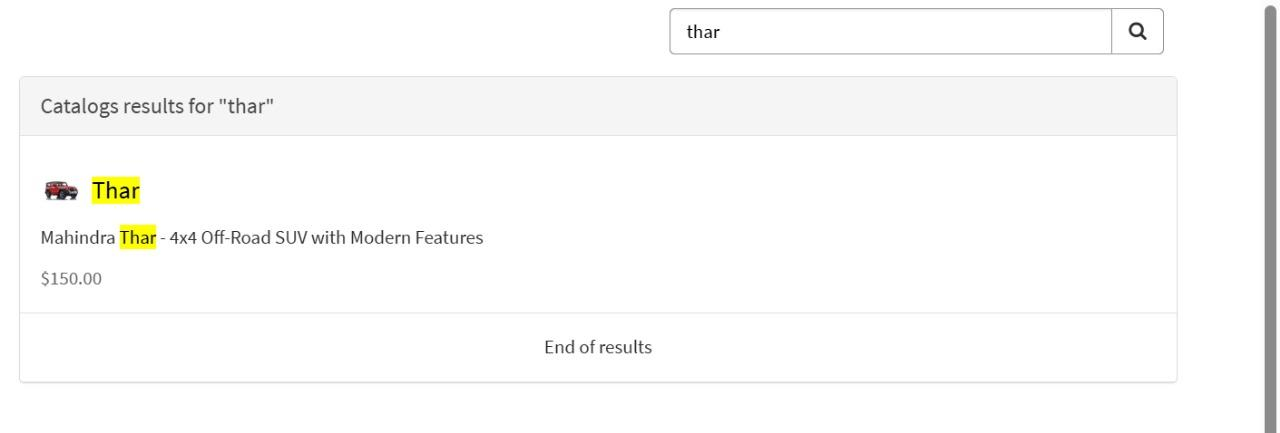 thar
Catalogs results for "thar"
Thar
Mahindra Thar - 4x4 Off-Road SUV with Modern Features
$150.00
End of results